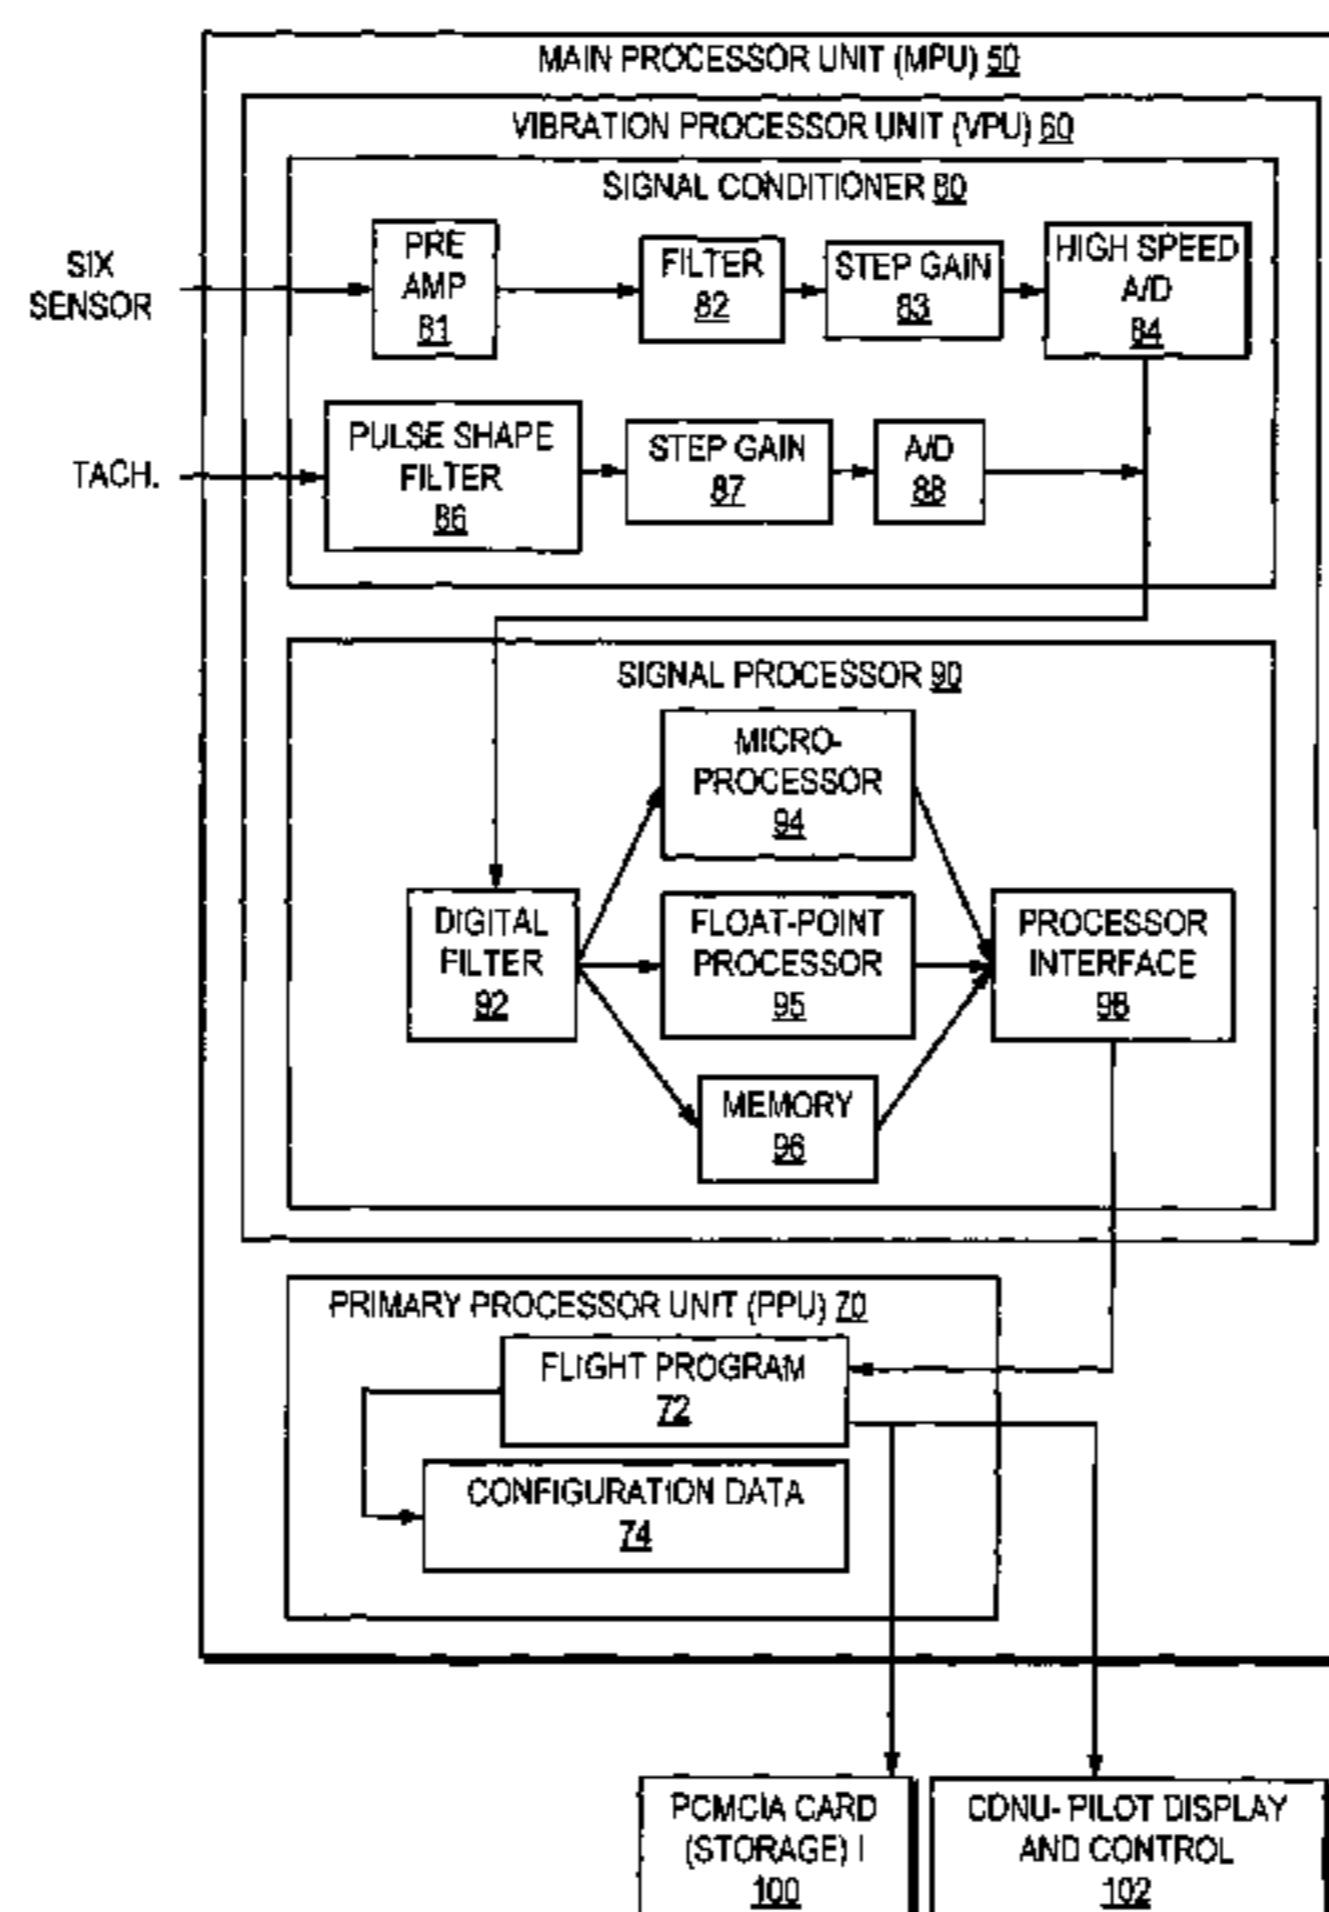 MAIN PROCESSOR UNIT (MPU) 50
VIBRATION PROCESSOR UNIT (VPU) 60
SIGNAL CONDITIONER 80
SIX
SENSOR
PRE
AMP
81
FILTER
82
STEP GAIN
83
HIGH SPEED
A/D
84
TACH.
PULSE SHAPE
FILTER
86
STEP GAIN
87
A/D
88
SIGNAL PROCESSOR 90
MICRO-
PROCESSOR
94
DIGITAL
FILTER
92
FLOAT-POINT
PROCESSOR
95
PROCESSOR
INTERFACE
98
MEMORY
96
PRIMARY PROCESSOR UNIT (PPU) 70
FLIGHT PROGRAM
72
CONFIGURATION DATA
74
PCMCIA CARD
(STORAGE) I
100
CDNU- PILOT DISPLAY
AND CONTROL
102